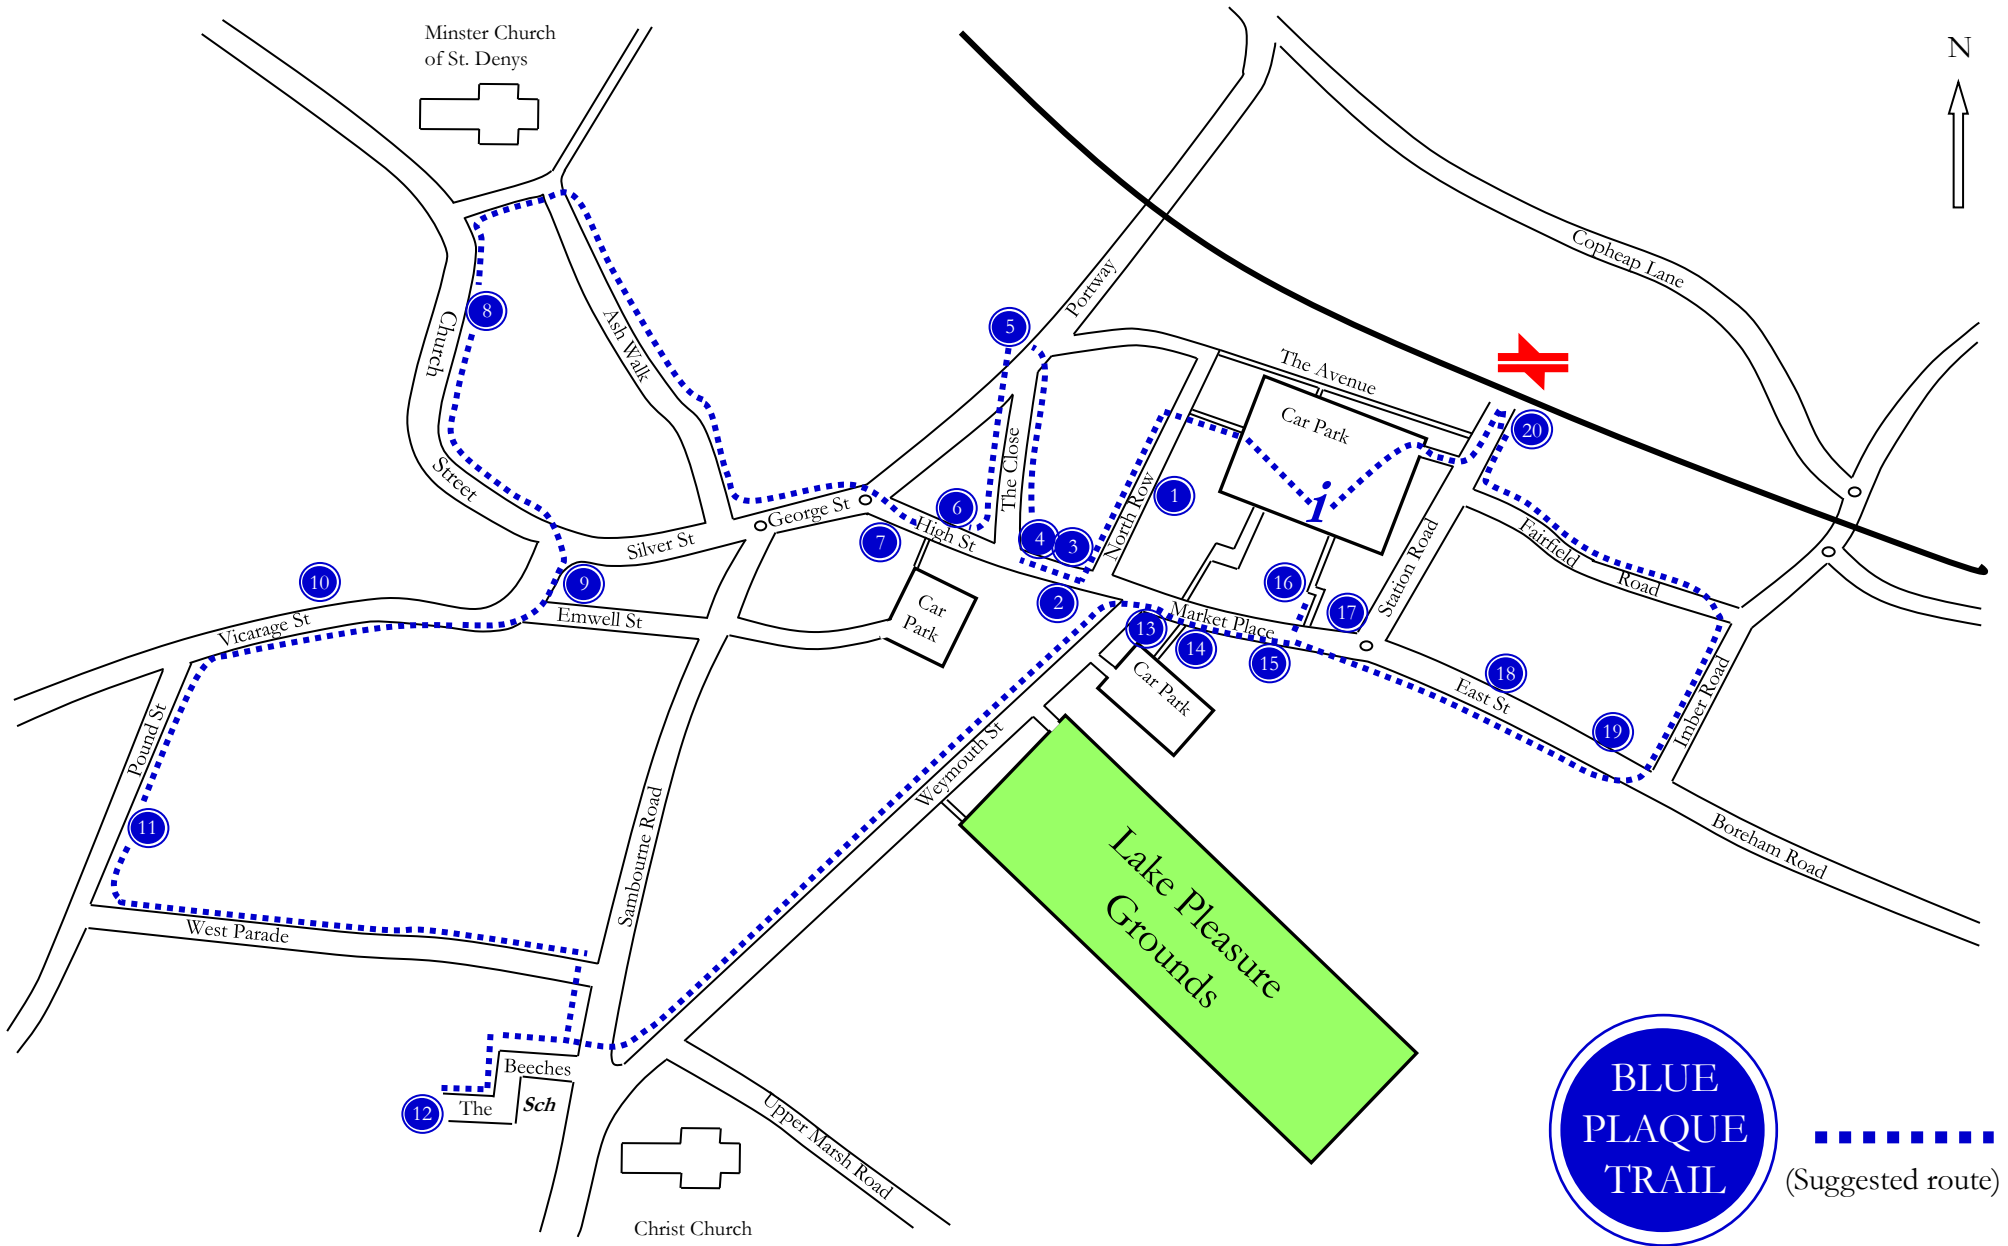 Minster Church
of St. Denys
N
Copheap Lane
Portway
Church
Street
8
Ash Walk
5
The Avenue
Car Park
i
20
The Close
6
1
North Row
George St
High St
7
4
3
2
Silver St
10
9
Vicarage St
Emwell St
Car
Park
16
17
Station Road
Fairfield
Road
Market Place
13
14
15
Car Park
18
East St
19
Imber Road
Pound St
11
Weymouth St
Sambourne Road
Boreham Road
Lake Pleasure
Grounds
West Parade
Beeches
The
Sch
12
Upper Marsh Road
Christ Church
BLUE
PLAQUE
TRAIL
(Suggested route)